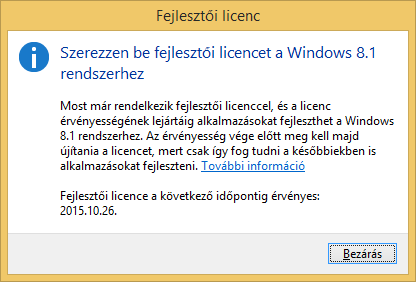 Fejlesztői licenc
Szerezzen be fejlesztői licencet a Windows 8.1
rendszerhez
Most már rendelkezik fejlesztői licenccel, és a licenc
érvényességének lejártáig alkalmazásokat fejleszthet a Windows
8.1 rendszerhez. Az érvényesség vége előtt meg kell majd
újítania a licencet, mert csak így fog tudni a későbbiekben is
alkalmazásokat fejleszteni. További információ
Fejlesztői licence a következő időpontig érvényes:
2015.10.26.
Bezárás